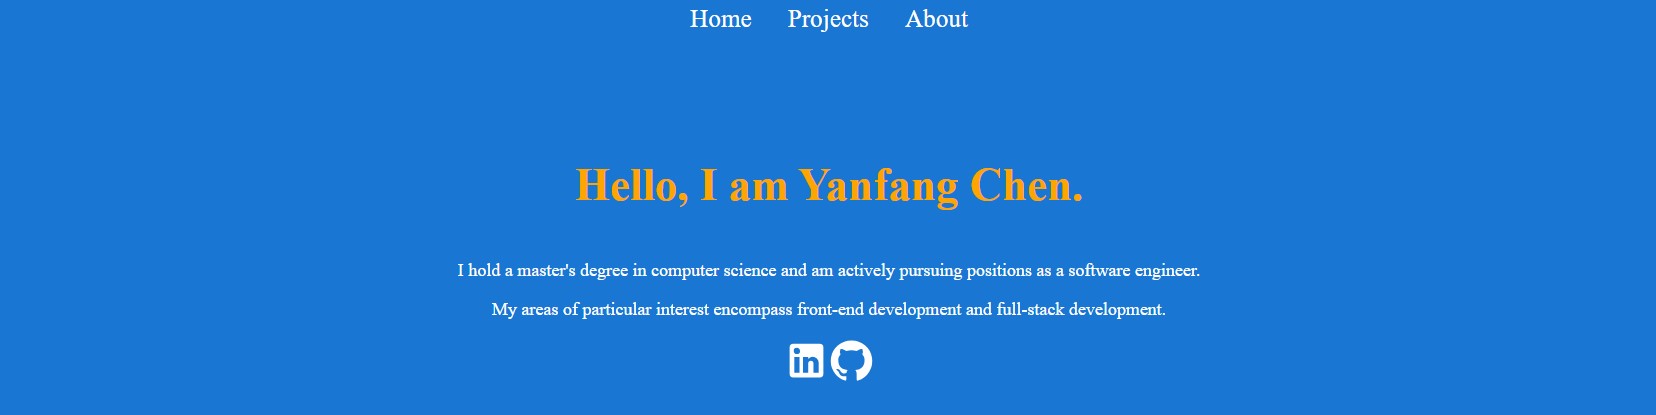 Home Projects About
Hello, I am Yanfang Chen.
I hold a master's degree in computer science and am actively pursuing positions as a software engineer.
My areas of particular interest encompass front-end development and full-stack development.
in